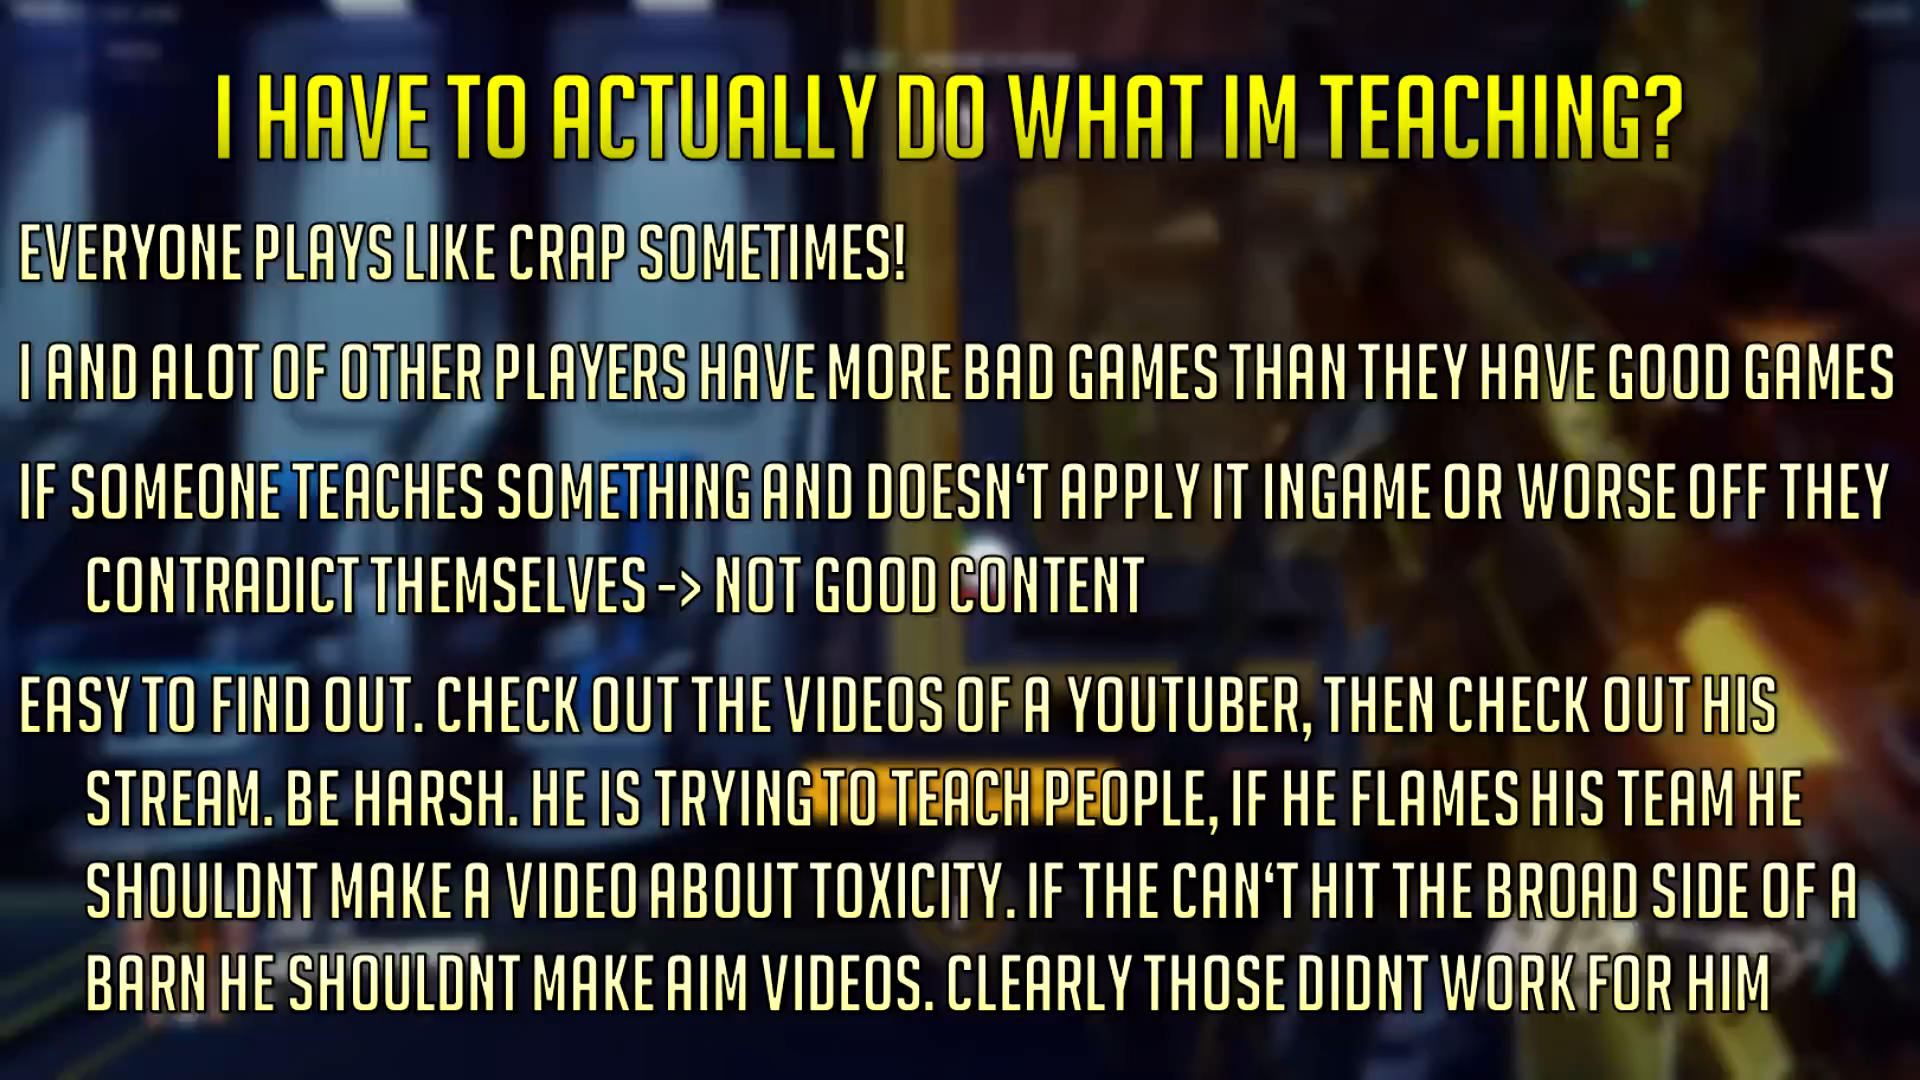 I HAVE TO ACTUALLY DO WHAT IM TEACHING?
EVERYONE PLAYS LIKE CRAP SOMETIMES!
I AND ALOT OF OTHER PLAYERS HAVE MORE BAD GAMES THAN THEY HAVE GOOD GAMES
IF SOMEONE TEACHES SOMETHING AND DOESN‘T APPLY IT INGAME OR WORSE OFF THEY
CONTRADICT THEMSELVES -> NOT GOOD CONTENT
EASY TO FIND OUT. CHECK OUT THE VIDEOS OF A YOUTUBER, THEN CHECK OUT HIS
STREAM. BE HARSH. HE IS TRYING TO TEACH PEOPLE, IF HE FLAMES HIS TEAM HE
SHOULDNT MAKE A VIDEO ABOUT TOXICITY. IF THE CAN‘T HIT THE BROAD SIDE OF A
BARN HE SHOULDNT MAKE AIM VIDEOS. CLEARLY THOSE DIDNT WORK FOR HIM